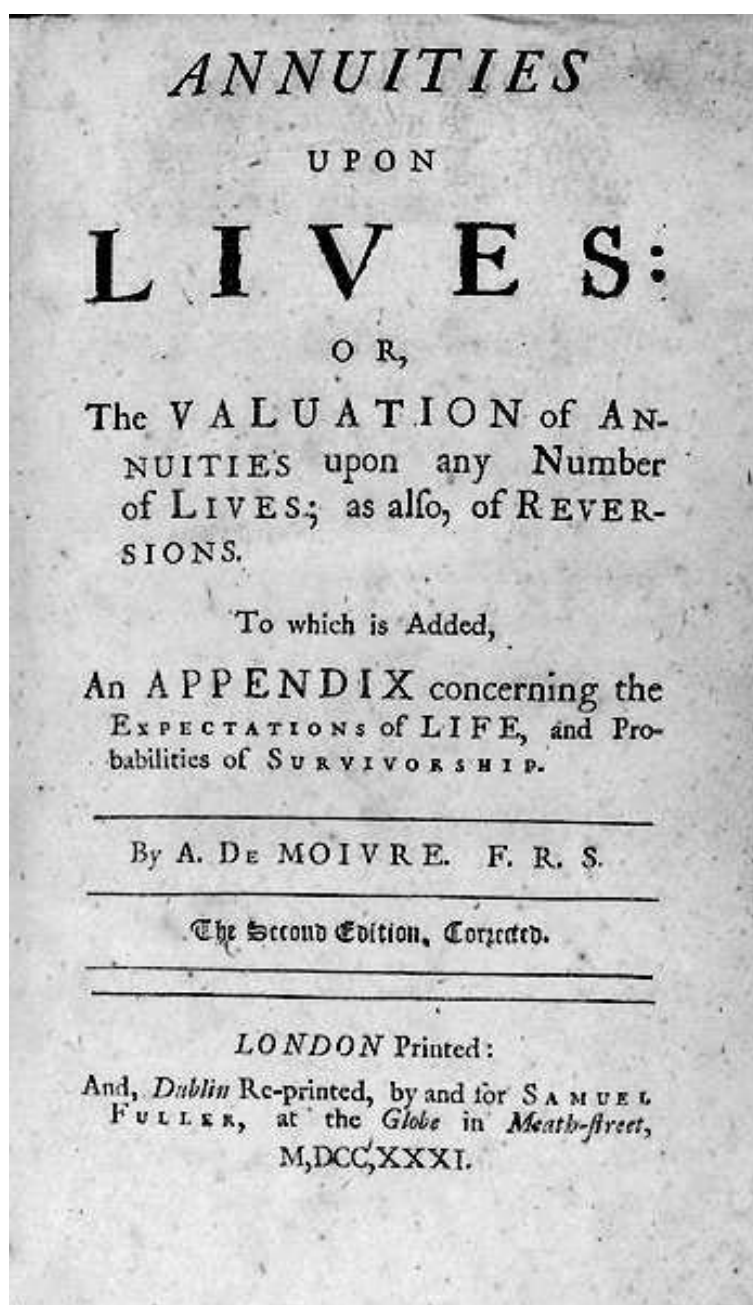 ANNUITIES
UPON
LIVES:
OR,
The VALUATION of AN-
NUITIES upon any Number
of LIVES; as alſo, of REVER-
SIONS.
To which is Added,
An APPENDIX concerning the
EXPECTATIONS of LIFE, and Pro-
babilities of SURVIVORSHIP.
By A. DE MOIVRE. F. R. S.
The Second Edition, Corrected.
LONDON Printed:
And, Dublin Re-printed, by and for SAMUEL
FULLER, at the Globe in Meath-ſtreet,
M,DCC,XXXI.